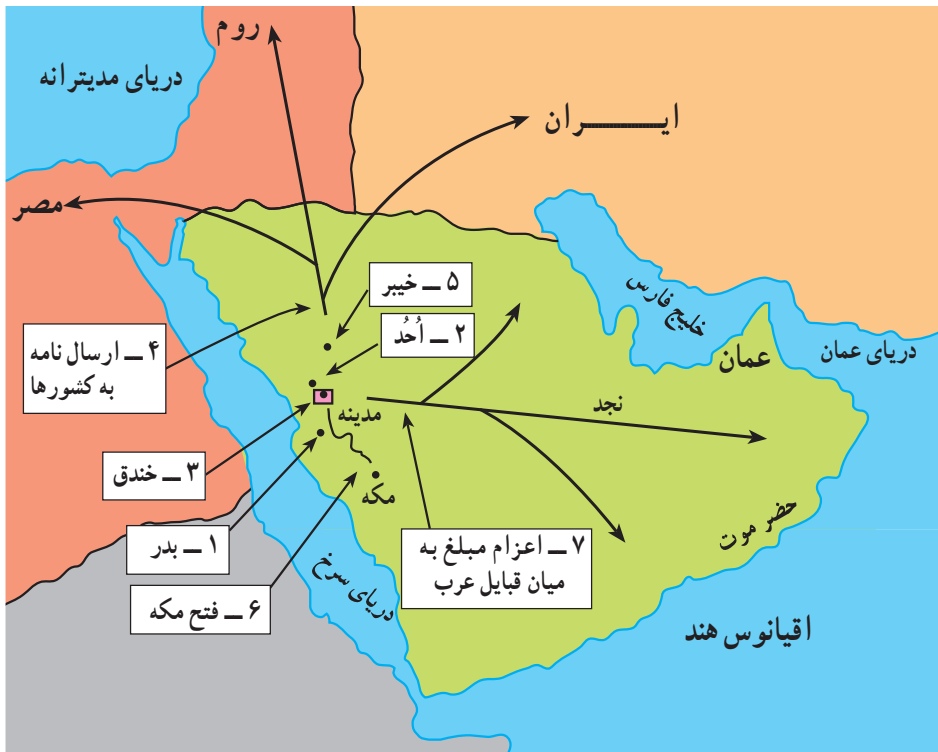 روم
دریای مدیترانه
ایـــــــران
مصر
۵ ــ خیبر
خلیج فارس
۲ ــ اُحُد
۴ ــ ارسال نامه
به کشورها
عمان
دریای عمان
نجد
مدینه
۳ ــ خندق
مکه
حضر موت
۱ ــ بدر
۷ ــ اعزام مبلغ به
میان قبایل عرب
دریای سرخ
۶ ــ فتح مکه
اقیانوس هند